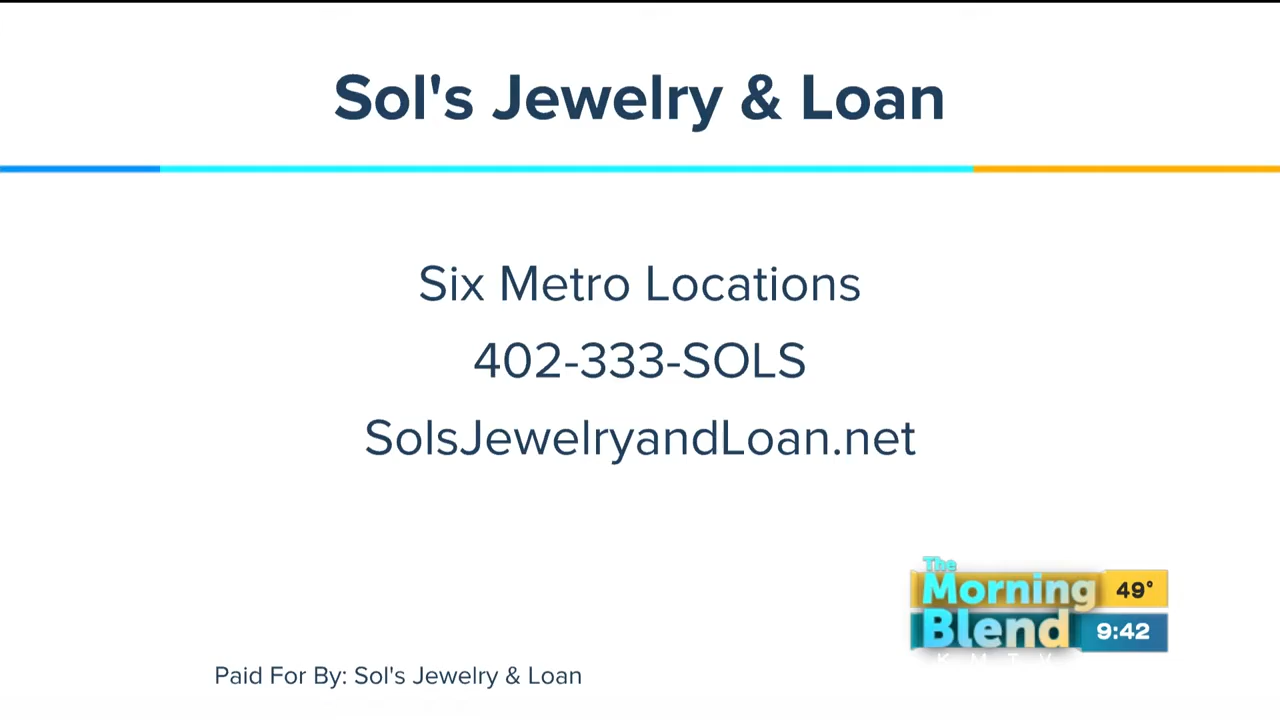 Sol's Jewelry & Loan
Six Metro Locations
402-333-SOLS
SolsJewelryandLoan.net
The
Morning
49°
Blend
9:42
KMTV
Paid For By: Sol's Jewelry & Loan